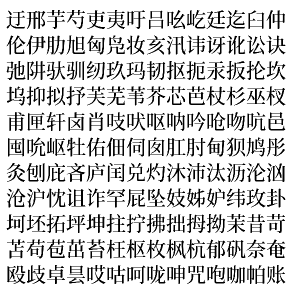 迂邢芋芍吏夷吁吕吆屹廷迄臼仲
伦伊肋旭匈凫妆亥汛讳讶讹讼诀
弛阱驮驯纫玖玛韧抠扼汞扳抡坎
坞抑拟抒芙芜苇芥芯芭杖杉巫杈
甫匣轩卤肖吱吠呕呐吟呛吻吭邑
囤吮岖牡佑佃伺囱肛肘甸狈鸠彤
灸刨庇吝庐闰兑灼沐沛汰沥沦汹
沧沪忱诅诈罕屁坠妓姊妒纬玫卦
坷坯拓坪坤拄拧拂拙拇拗茉昔苛
苫苟苞茁苔枉枢枚枫杭郁矾奈奄
殴歧卓昙哎咕呵咙呻咒咆咖帕账